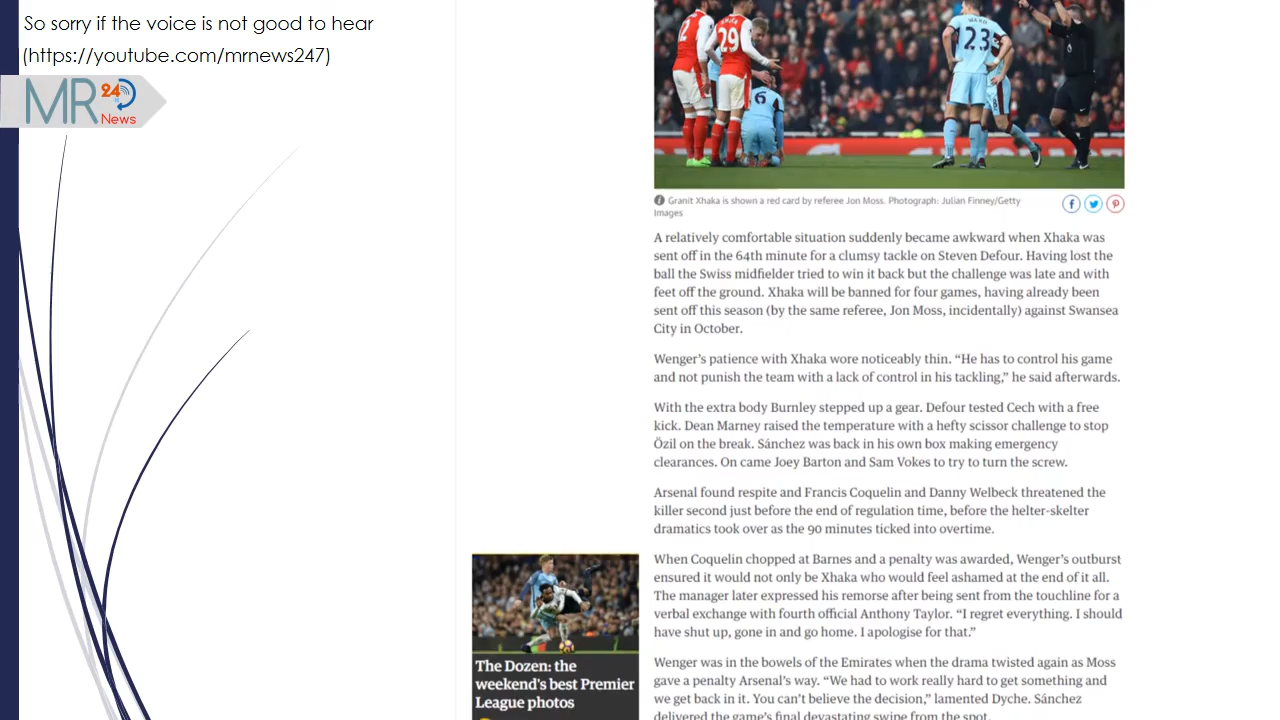 So sorry if the voice is not good to hear
(https://youtube.com/mrnews247)
MR
24
News
29
WARD
23
6
8
Granit Xhaka is shown a red card by referee Jon Moss. Photograph: Julian Finney/Getty
Images
A relatively comfortable situation suddenly became awkward when Xhaka was
sent off in the 64th minute for a clumsy tackle on Steven Defour. Having lost the
ball the Swiss midfielder tried to win it back but the challenge was late and with
feet off the ground. Xhaka will be banned for four games, having already been
sent off this season (by the same referee, Jon Moss, incidentally) against Swansea
City in October.
Wenger’s patience with Xhaka wore noticeably thin. “He has to control his game
and not punish the team with a lack of control in his tackling,” he said afterwards.
With the extra body Burnley stepped up a gear. Defour tested Cech with a free
kick. Dean Marney raised the temperature with a hefty scissor challenge to stop
Özil on the break. Sánchez was back in his own box making emergency
clearances. On came Joey Barton and Sam Vokes to try to turn the screw.
Arsenal found respite and Francis Coquelin and Danny Welbeck threatened the
killer second just before the end of regulation time, before the helter-skelter
dramatics took over as the 90 minutes ticked into overtime.
When Coquelin chopped at Barnes and a penalty was awarded, Wenger’s outburst
ensured it would not only be Xhaka who would feel ashamed at the end of it all.
The manager later expressed his remorse after being sent from the touchline for a
verbal exchange with fourth official Anthony Taylor. “I regret everything. I should
have shut up, gone in and go home. I apologise for that.”
Wenger was in the bowels of the Emirates when the drama twisted again as Moss
gave a penalty Arsenal’s way. “We had to work really hard to get something and
we get back in it. You can’t believe the decision,” lamented Dyche. Sánchez
delivered the game’s final devastating swipe from the spot.
The Dozen: the
weekend’s best Premier
League photos